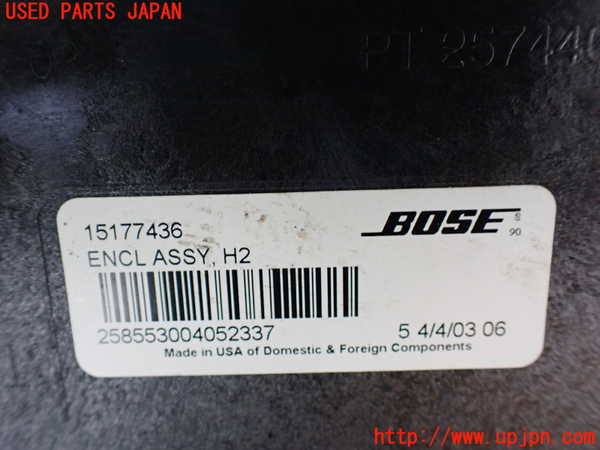 USED PARTS JAPAN
PT 257440
15177436
BOSE
S
90
ENCL ASSY, H2
258553004052337
5 4/4/03 06
Made in USA of Domestic & Foreign Components
http://www.upjpn.com